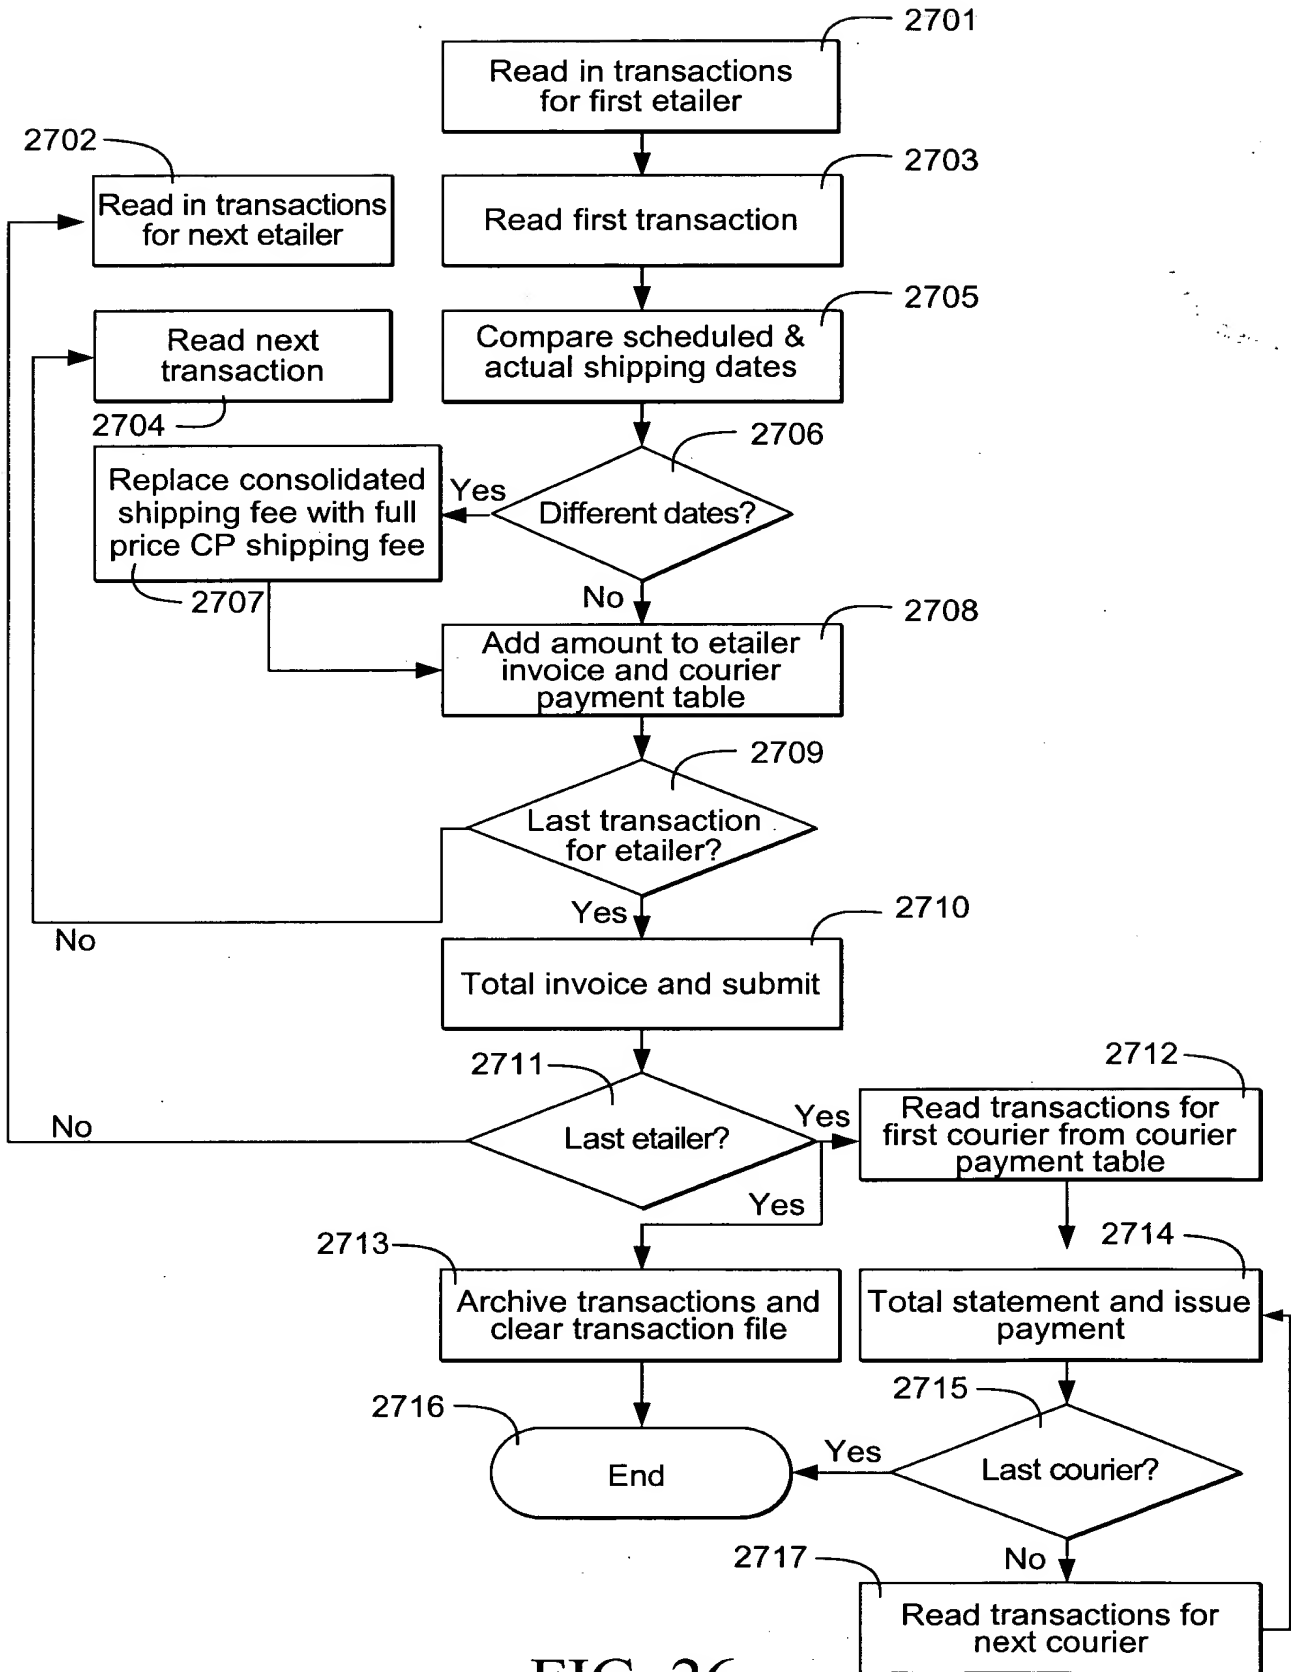 2701
Read in transactions
for first etailer
2702
Read in transactions
for next etailer
2703
Read first transaction
2705
Compare scheduled &
actual shipping dates
Read next
transaction
2704
2706
Different dates?
Yes
Replace consolidated
shipping fee with full
price CP shipping fee
2707
No
2708
Add amount to etailer
invoice and courier
payment table
2709
Last transaction
for etailer?
No
Yes
2710
Total invoice and submit
2711
Last etailer?
No
Yes
Yes
2712
Read transactions for
first courier from courier
payment table
2713
Archive transactions and
clear transaction file
2714
Total statement and issue
payment
2715
Last courier?
Yes
2716
End
No
2717
Read transactions for
next courier
FIG. 26